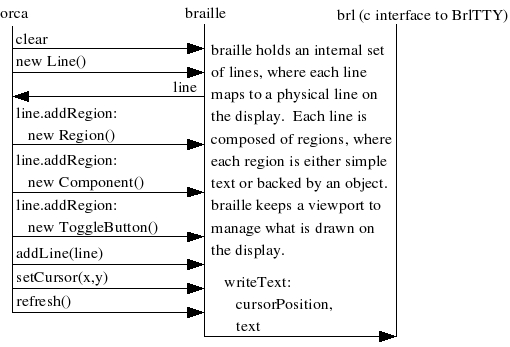 orca braille brl (c interface to BrlTTY)
clear
new Line()
line
line.addRegion:
new Region()
line.addRegion:
new Component()
line.addRegion:
new ToggleButton()
addLine(line)
setCursor(x,y)
refresh()
braille holds an internal set
of lines, where each line
maps to a physical line on
the display.  Each line is
composed of regions, where
each region is either simple
text or backed by an object.
braille keeps a viewport to
manage what is drawn on
the display.
writeText:
cursorPosition,
text